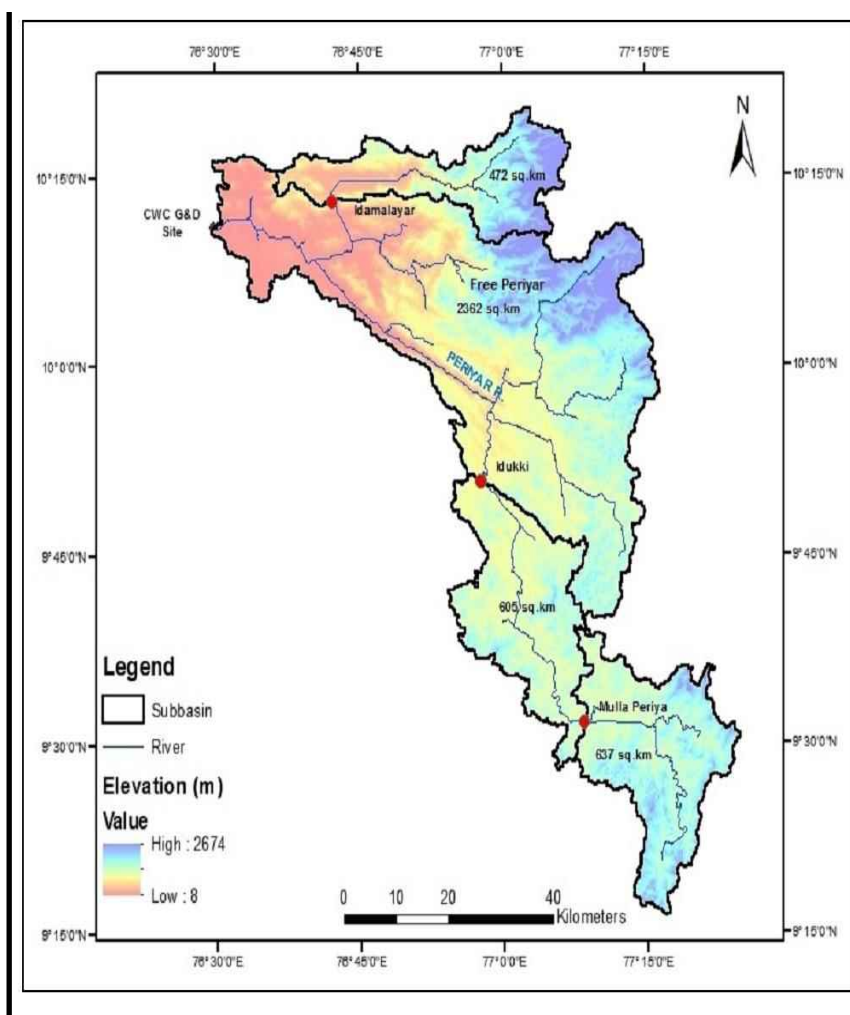 76°30'0"E
76°45'0"E
77°0'0"E
77°15'0"E
N
10°15'0"N
10°15'0"N
472 sq.km
CWC G&D
Site
Idamalayar
Free Periyar
2362 sq.km
10°0'0"N
10°0'0"N
PERIYAR R.
Idukki
9°45'0"N
9°45'0"N
605 sq.km
Legend
Subbasin
River
Mulla Periya
637 sq.km
9°30'0"N
9°30'0"N
Elevation (m)
Value
High : 2674
Low : 8
0 10 20 40
Kilometers
9°15'0"N
9°15'0"N
76°30'0"E
76°45'0"E
77°0'0"E
77°15'0"E